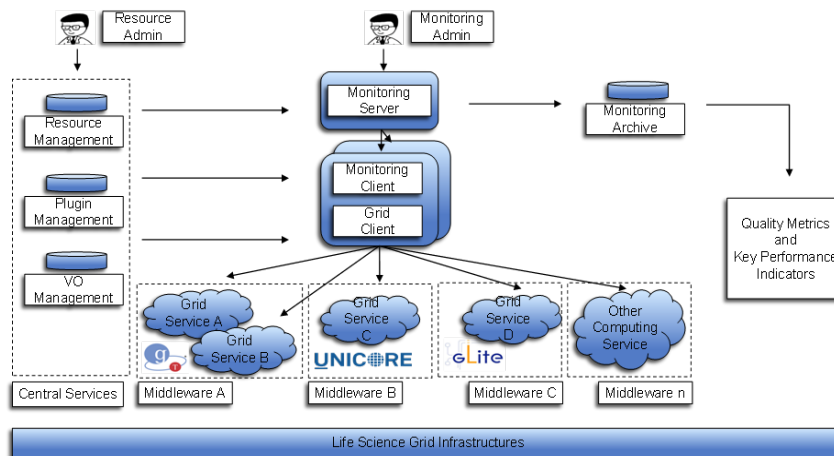 Resource
Admin
Monitoring
Admin
Monitoring
Server
Monitoring
Archive
Resource
Management
Monitoring
Client
Plugin
Management
Grid
Client
Quality Metrics
and
Key Performance
Indicators
VO
Management
Grid
Service A
Grid
Service B
Grid
Service
C
Grid
Service
D
Other
Computing
Service
g
T
UNICORE
gLite
Central Services
Middleware A
Middleware B
Middleware C
Middleware n
Life Science Grid Infrastructures